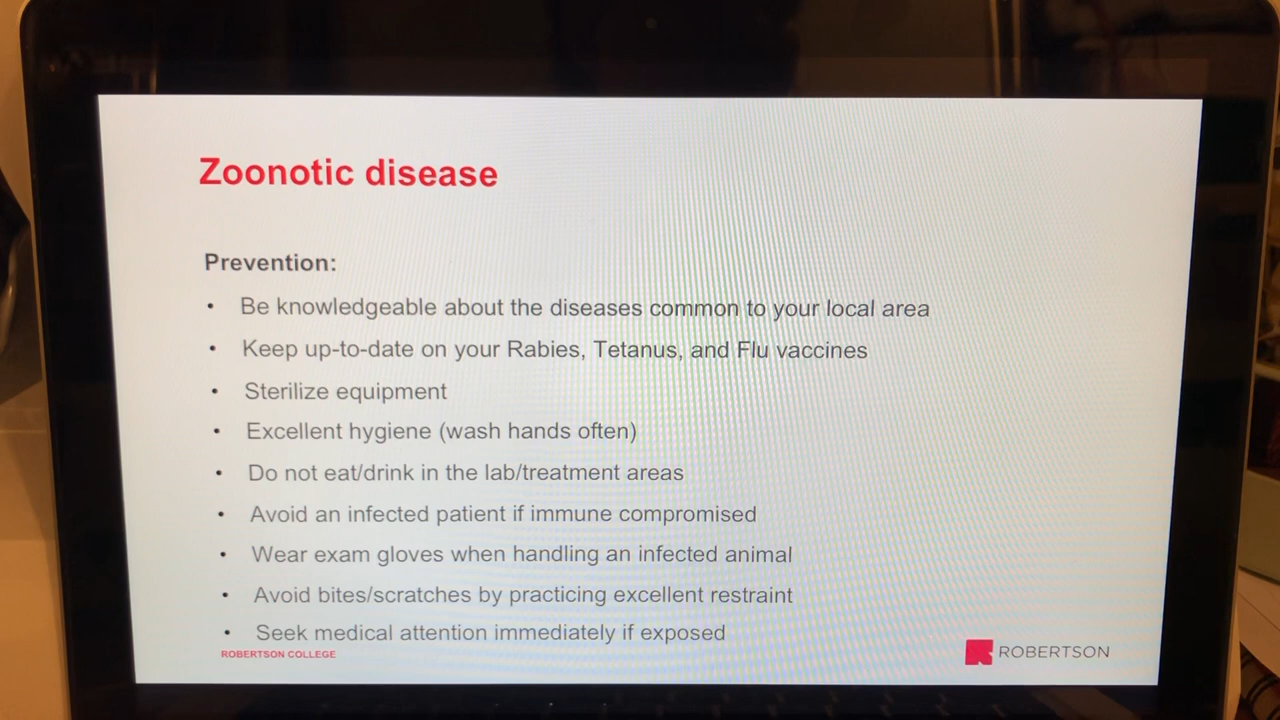 Zoonotic disease
Prevention:
• Be knowledgeable about the diseases common to your local area
• Keep up-to-date on your Rabies, Tetanus, and Flu vaccines
• Sterilize equipment
• Excellent hygiene (wash hands often)
• Do not eat/drink in the lab/treatment areas
• Avoid an infected patient if immune compromised
• Wear exam gloves when handling an infected animal
• Avoid bites/scratches by practicing excellent restraint
• Seek medical attention immediately if exposed
ROBERTSON COLLEGE
ROBERTSON